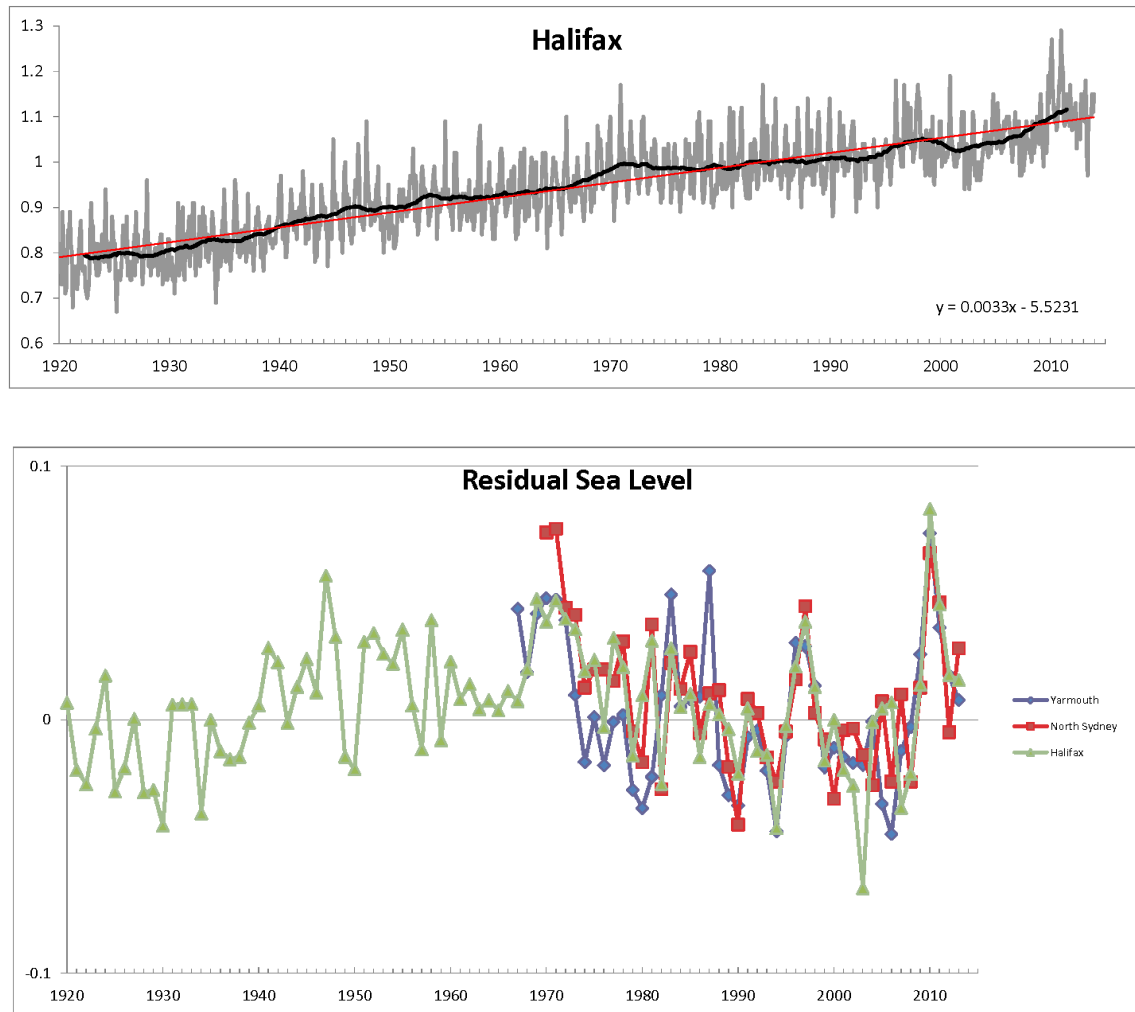 Halifax
1.3
1.2
1.1
1
0.9
0.8
0.7
0.6
y = 0.0033x - 5.5231
1920 1930 1940 1950 1960 1970 1980 1990 2000 2010
Residual Sea Level
0.1
0
-0.1
Yarmouth
North Sydney
Halifax
1920 1930 1940 1950 1960 1970 1980 1990 2000 2010